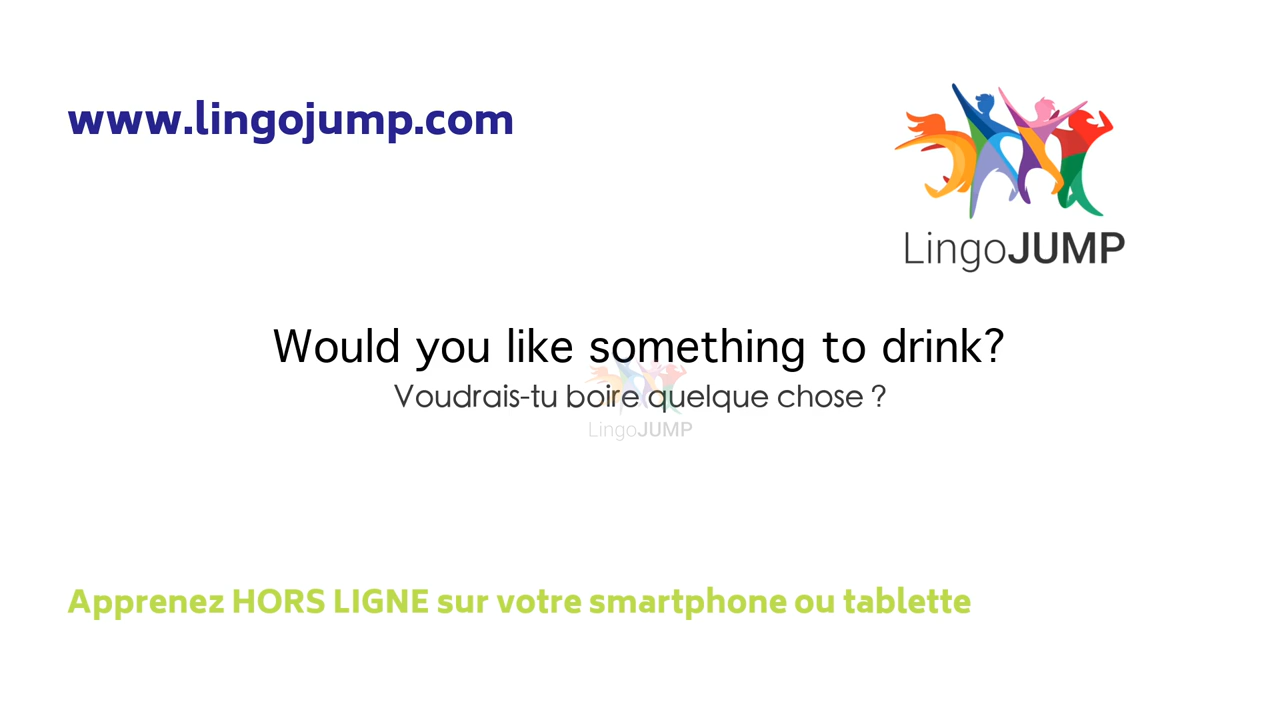 www.lingojump.com
LingoJUMP
Would you like something to drink?
Voudrais-tu boire quelque chose ?
LingoJUMP
Apprenez HORS LIGNE sur votre smartphone ou tablette